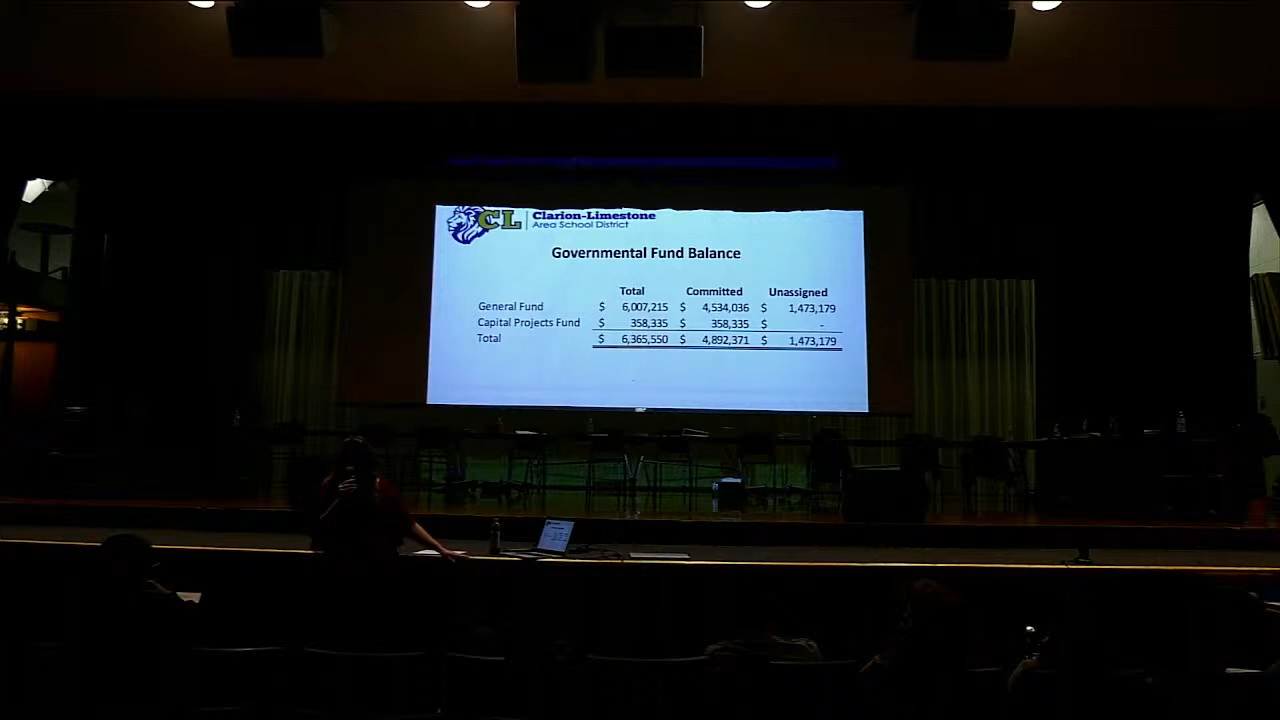 CL
Clarion-Limestone
Area School District
Governmental Fund Balance
Total Committed Unassigned
General Fund $ 6,007,215 $ 4,534,036 $ 1,473,179
Capital Projects Fund $ 358,335 $ 358,335 $ -
Total $ 6,365,550 $ 4,892,371 $ 1,473,179